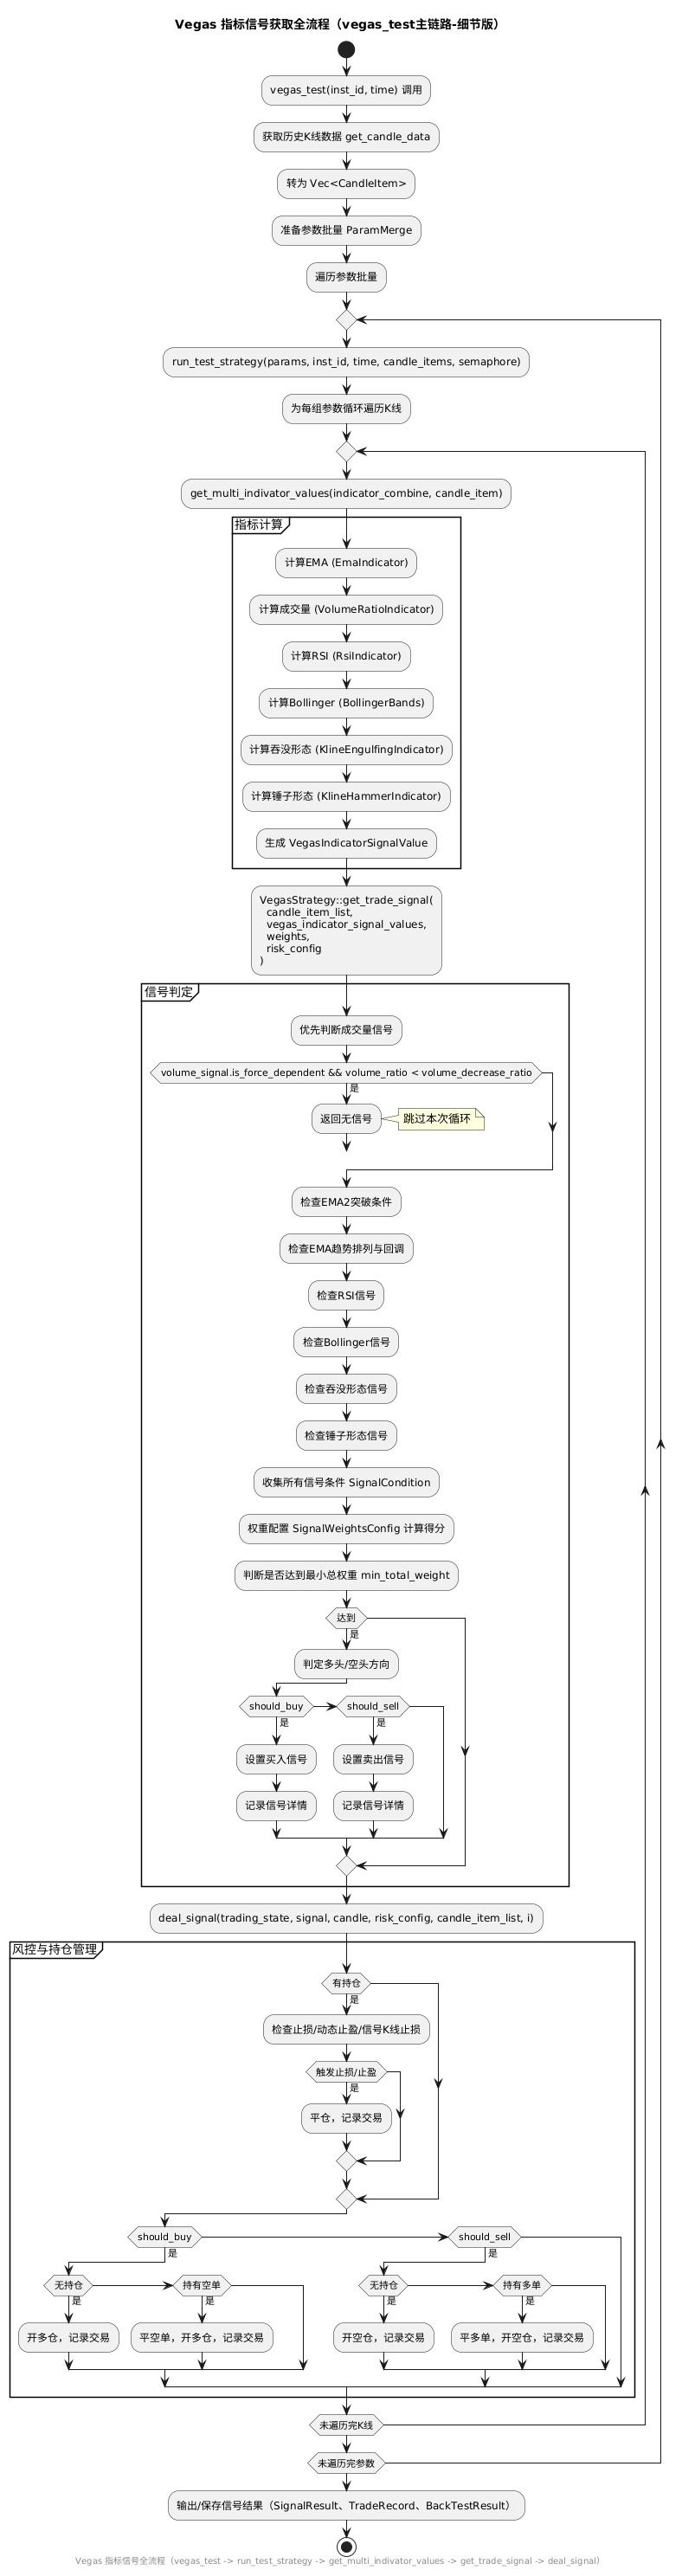 Vegas 指标信号获取全流程（vegas_test主链路-细节版）
vegas_test(inst_id, time) 调用
获取历史K线数据 get_candle_data
转为 Vec<CandleItem>
准备参数批量 ParamMerge
遍历参数批量
run_test_strategy(params, inst_id, time, candle_items, semaphore)
为每组参数循环遍历K线
get_multi_indivator_values(indicator_combine, candle_item)
指标计算
计算EMA (EmaIndicator)
计算成交量 (VolumeRatioIndicator)
计算RSI (RsiIndicator)
计算Bollinger (BollingerBands)
计算吞没形态 (KlineEngulfingIndicator)
计算锤子形态 (KlineHammerIndicator)
生成 VegasIndicatorSignalValue
VegasStrategy::get_trade_signal(
candle_item_list,
vegas_indicator_signal_values,
weights,
risk_config
)
信号判定
优先判断成交量信号
volume_signal.is_force_dependent && volume_ratio < volume_decrease_ratio
是
返回无信号
跳过本次循环
检查EMA2突破条件
检查EMA趋势排列与回调
检查RSI信号
检查Bollinger信号
检查吞没形态信号
检查锤子形态信号
收集所有信号条件 SignalCondition
权重配置 SignalWeightsConfig 计算得分
判断是否达到最小总权重 min_total_weight
达到
是
判定多头/空头方向
should_buy
should_sell
是
是
设置买入信号
设置卖出信号
记录信号详情
记录信号详情
deal_signal(trading_state, signal, candle, risk_config, candle_item_list, i)
风控与持仓管理
有持仓
是
检查止损/动态止盈/信号K线止损
触发止损/止盈
是
平仓，记录交易
should_buy
should_sell
是
是
无持仓
持有空单
无持仓
持有多单
是
是
是
是
开多仓，记录交易
平空单，开多仓，记录交易
开空仓，记录交易
平多单，开空仓，记录交易
未遍历完K线
未遍历完参数
输出/保存信号结果（SignalResult、TradeRecord、BackTestResult）
Vegas 指标信号全流程（vegas_test -> run_test_strategy -> get_multi_indivator_values -> get_trade_signal -> deal_signal）